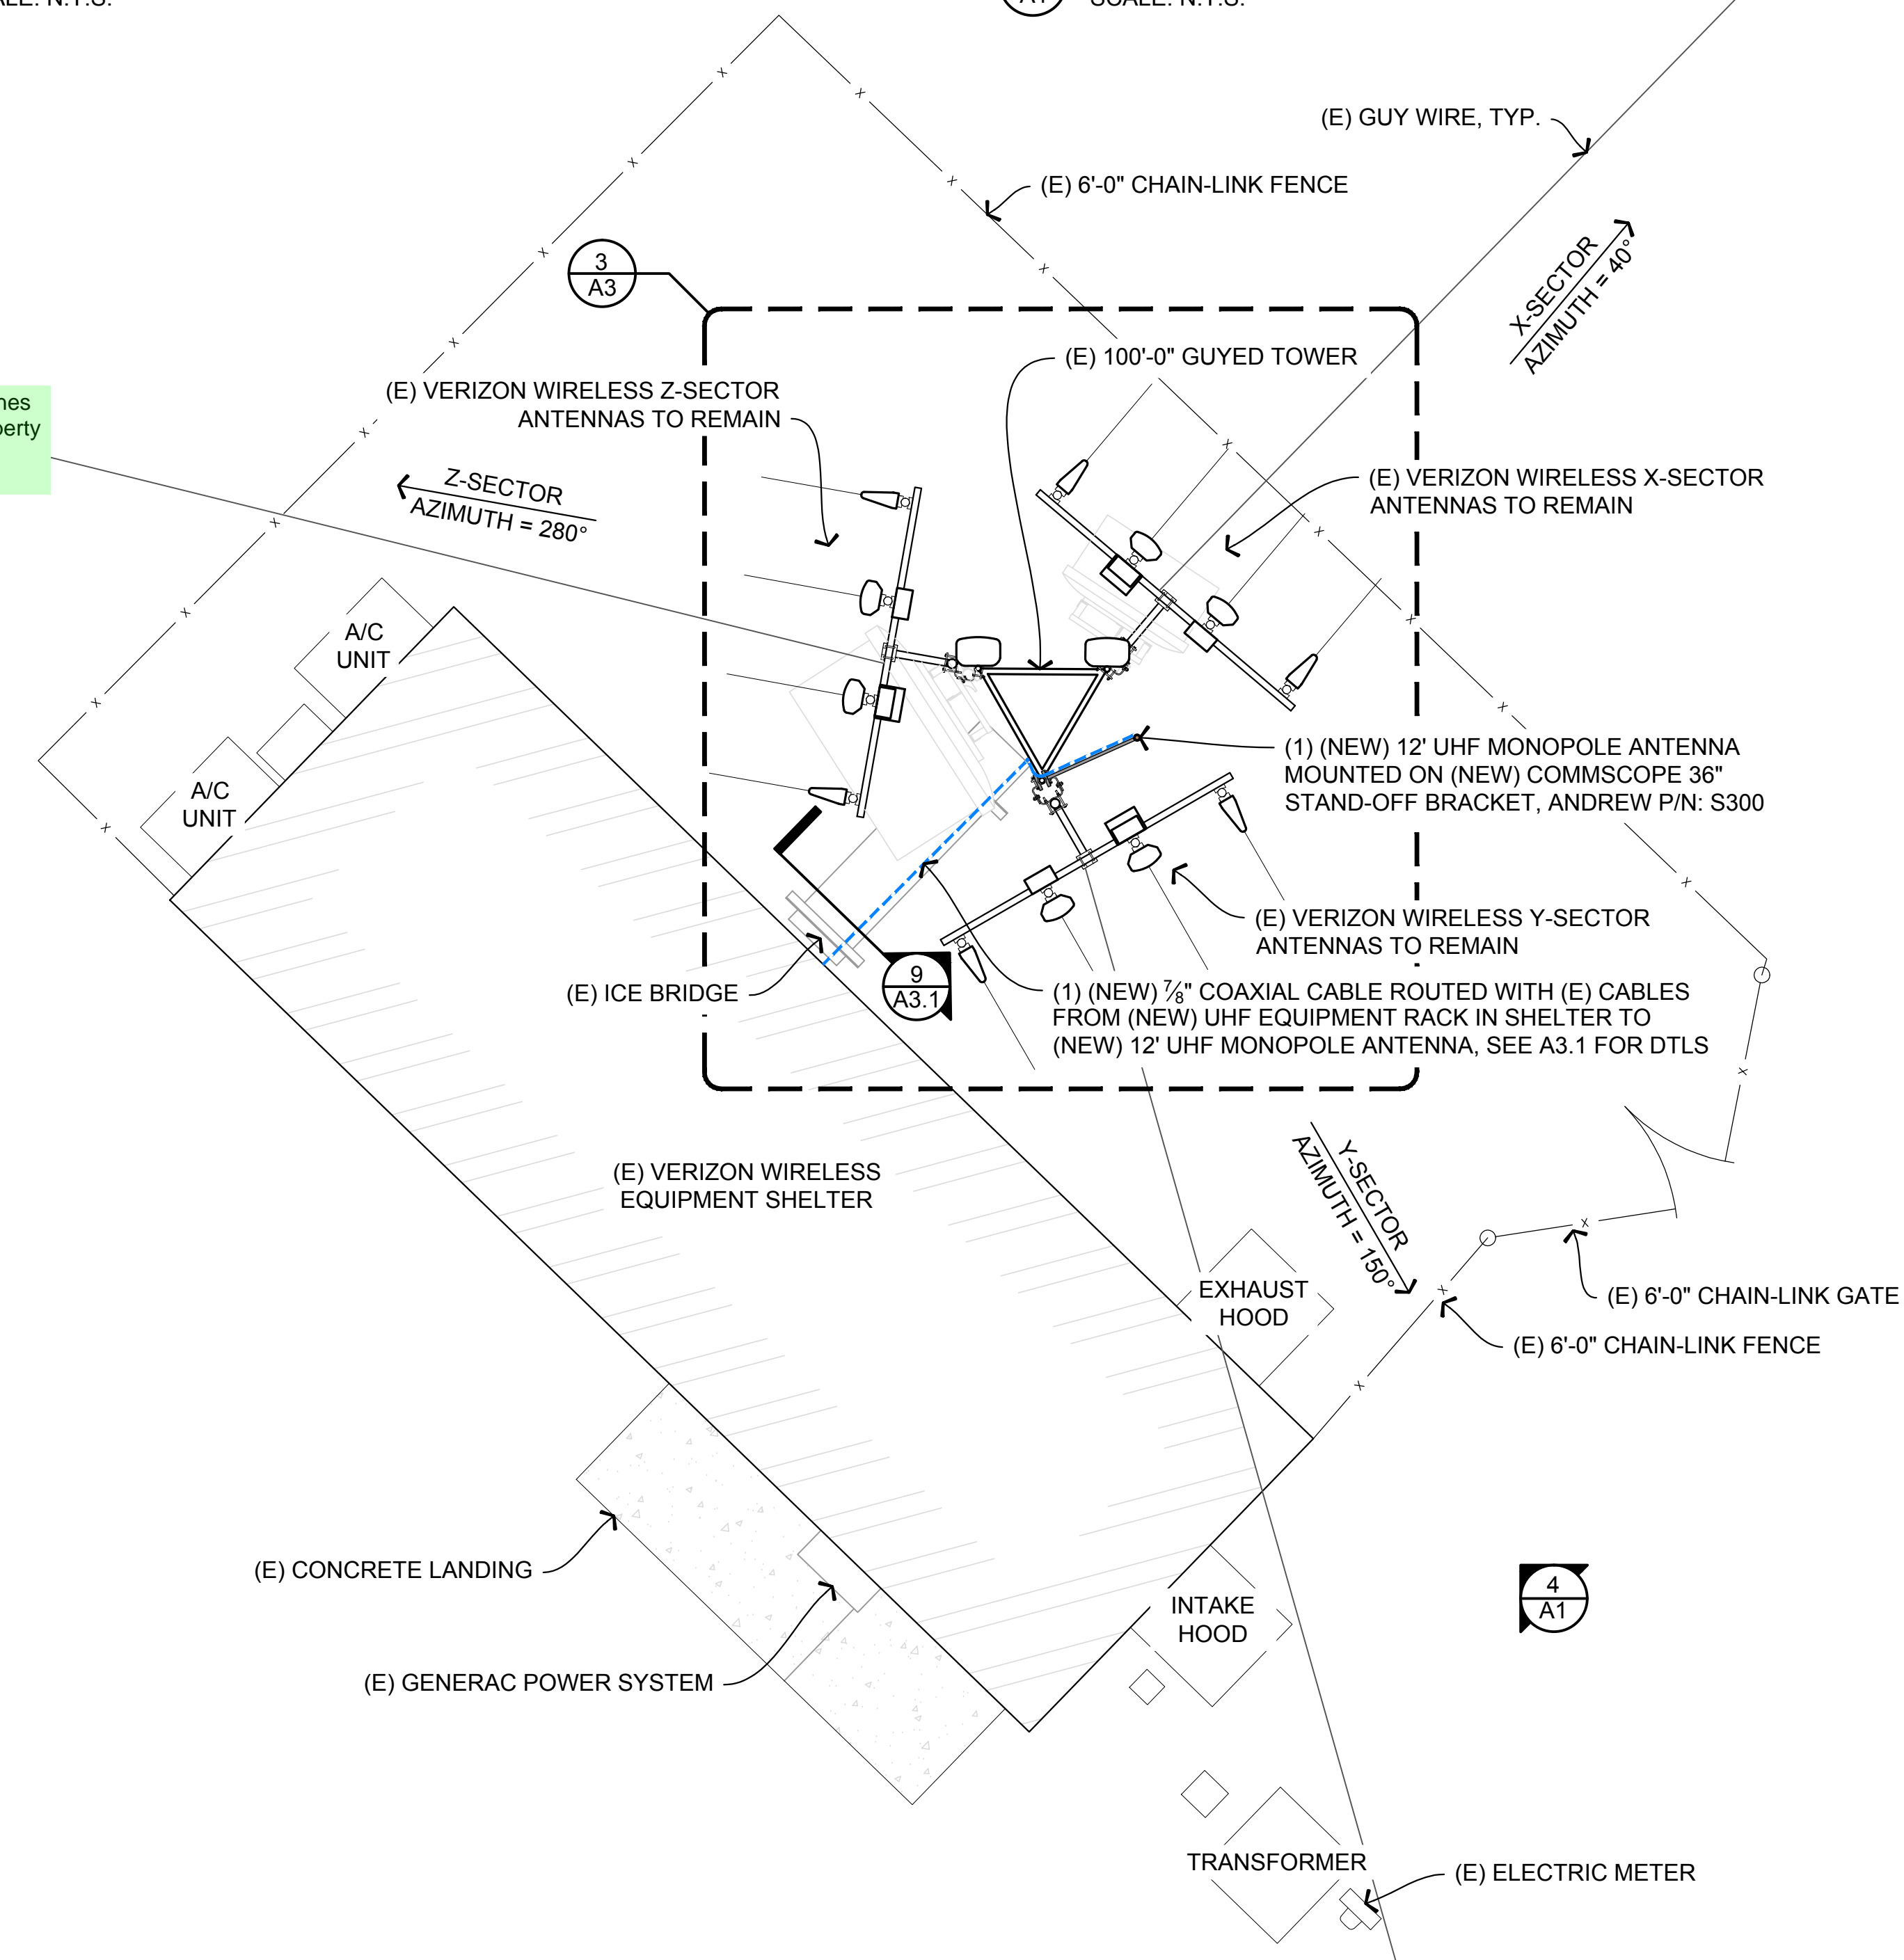 SCALE: N.T.S.
(E) GUY WIRE, TYP.
(E) 6'-0" CHAIN-LINK FENCE
X-SECTOR
AZIMUTH = 40°
3
A3
(E) 100'-0" GUYED TOWER
(E) VERIZON WIRELESS Z-SECTOR
ANTENNAS TO REMAIN
Z-SECTOR
AZIMUTH = 280°
(E) VERIZON WIRELESS X-SECTOR
ANTENNAS TO REMAIN
A/C
UNIT
A/C
UNIT
(1) (NEW) 12' UHF MONOPOLE ANTENNA
MOUNTED ON (NEW) COMMSCOPE 36"
STAND-OFF BRACKET, ANDREW P/N: S300
(E) VERIZON WIRELESS Y-SECTOR
ANTENNAS TO REMAIN
(E) ICE BRIDGE
9
A3.1
(1) (NEW) ⅞" COAXIAL CABLE ROUTED WITH (E) CABLES
FROM (NEW) UHF EQUIPMENT RACK IN SHELTER TO
(NEW) 12' UHF MONOPOLE ANTENNA, SEE A3.1 FOR DTLS
(E) VERIZON WIRELESS
EQUIPMENT SHELTER
Y-SECTOR
AZIMUTH = 150°
EXHAUST
HOOD
(E) 6'-0" CHAIN-LINK GATE
(E) 6'-0" CHAIN-LINK FENCE
(E) CONCRETE LANDING
INTAKE
HOOD
4
A1
(E) GENERAC POWER SYSTEM
TRANSFORMER
(E) ELECTRIC METER